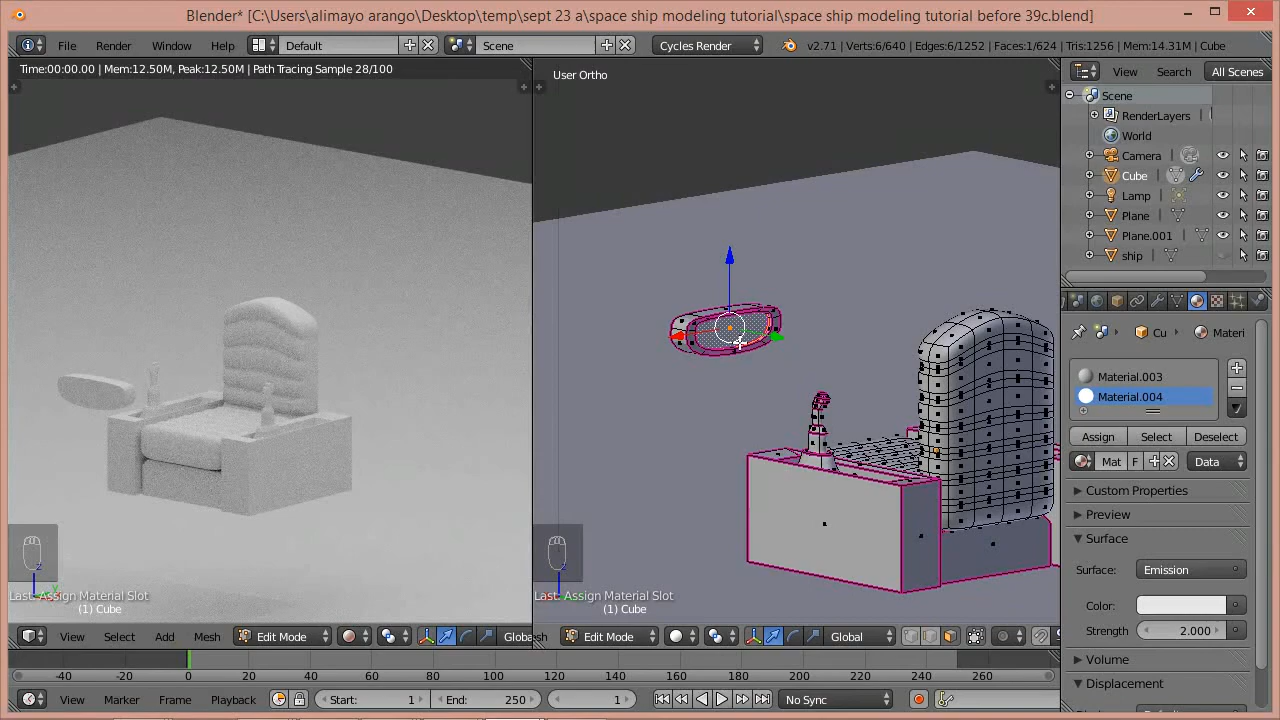 Blender* [C:\Users\alimayo arango\Desktop\temp\sept 23 a\space ship modeling tutorial\space ship modeling tutorial before 39c.blend]
File Render Window Help Default Scene Cycles Render v2.71 | Verts:6/640 | Edges:6/1252 | Faces:1/624 | Tris:1256 | Mem:14.31M | Cube
Time:00:00.00 | Mem:12.50M, Peak:12.50M | Path Tracing Sample 28/100
User Ortho
View Search All Scenes
Scene
RenderLayers
World
Camera
Cube
Lamp
Plane
Plane.001
ship
Cu Materi
Material.003
Material.004
Assign Select Deselect
Mat F Data
Custom Properties
Preview
Surface
Surface: Emission
Color:
Strength 2.000
Volume
Displacement
Last: Assign Material Slot
(1) Cube
Last: Assign Material Slot
(1) Cube
View Select Add Mesh Edit Mode Global
Edit Mode Global
-40 -20 0 20 40 60 80 100 120 140 160 180 200 220 240 260
View Marker Frame Playback Start: 1 End: 250 1 No Sync